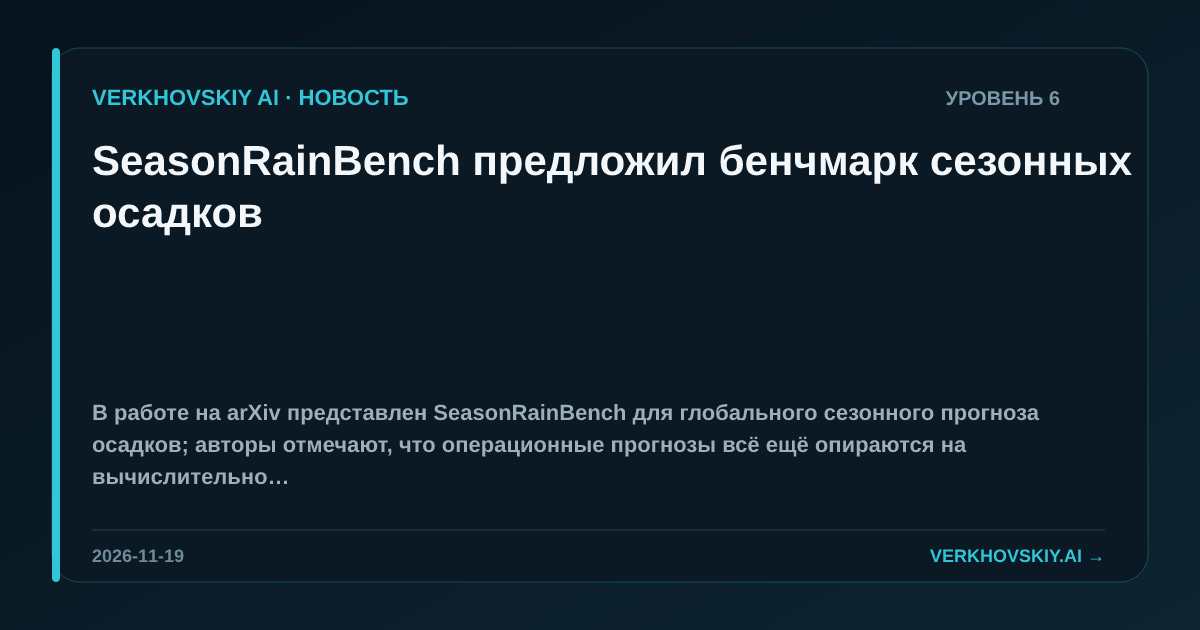 VERKHOVSKIY AI · НОВОСТЬ
УРОВЕНЬ 6
SeasonRainBench предложил бенчмарк сезонных
осадков
В работе на arXiv представлен SeasonRainBench для глобального сезонного прогноза
осадков; авторы отмечают, что операционные прогнозы всё ещё опираются на
вычислительно…
2026-11-19
VERKHOVSKIY.AI →